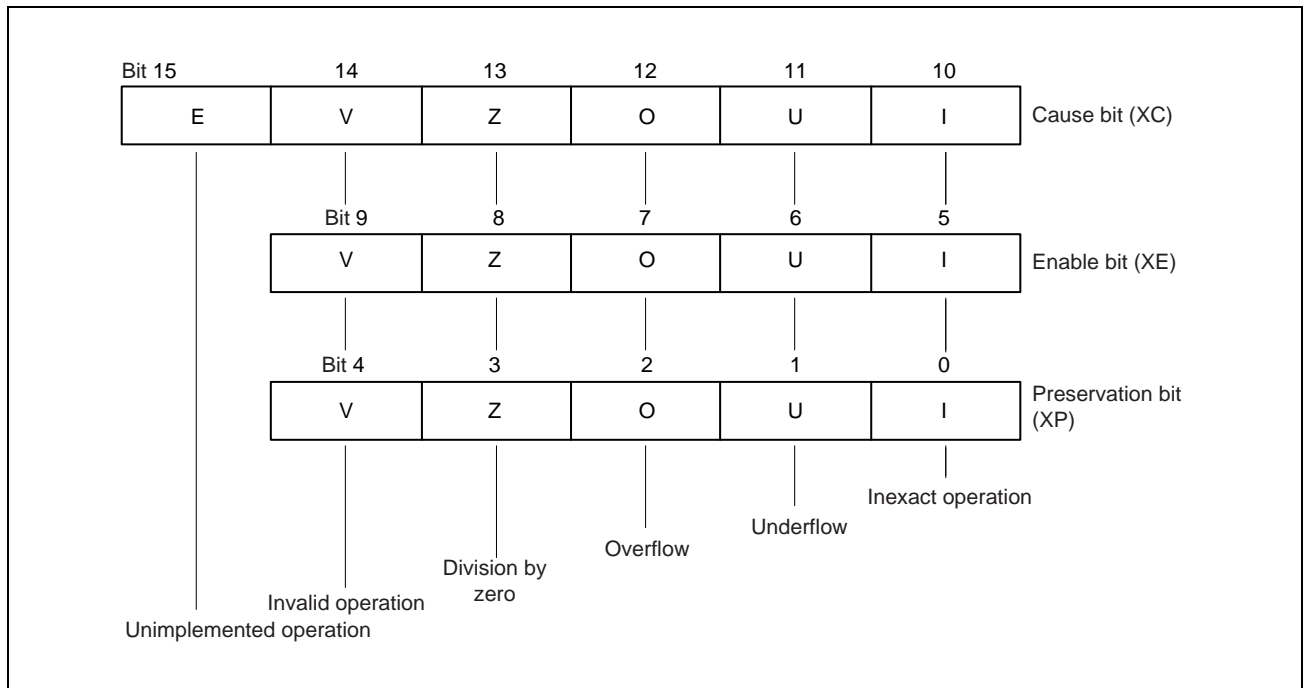 Bit 15 14 13 12 11 10
E V Z O U I Cause bit (XC)
Bit 9 8 7 6 5
V Z O U I Enable bit (XE)
Bit 4 3 2 1 0
V Z O U I Preservation bit
(XP)
Inexact operation
Underflow
Overflow
Division by
zero
Invalid operation
Unimplemented operation